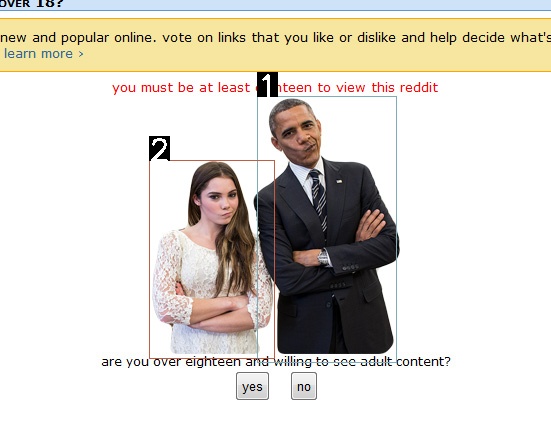 OVER 18?
new and popular online. vote on links that you like or dislike and help decide what's
learn more ›
you must be at least eighteen to view this reddit
1
2
are you over eighteen and willing to see adult content?
yes no